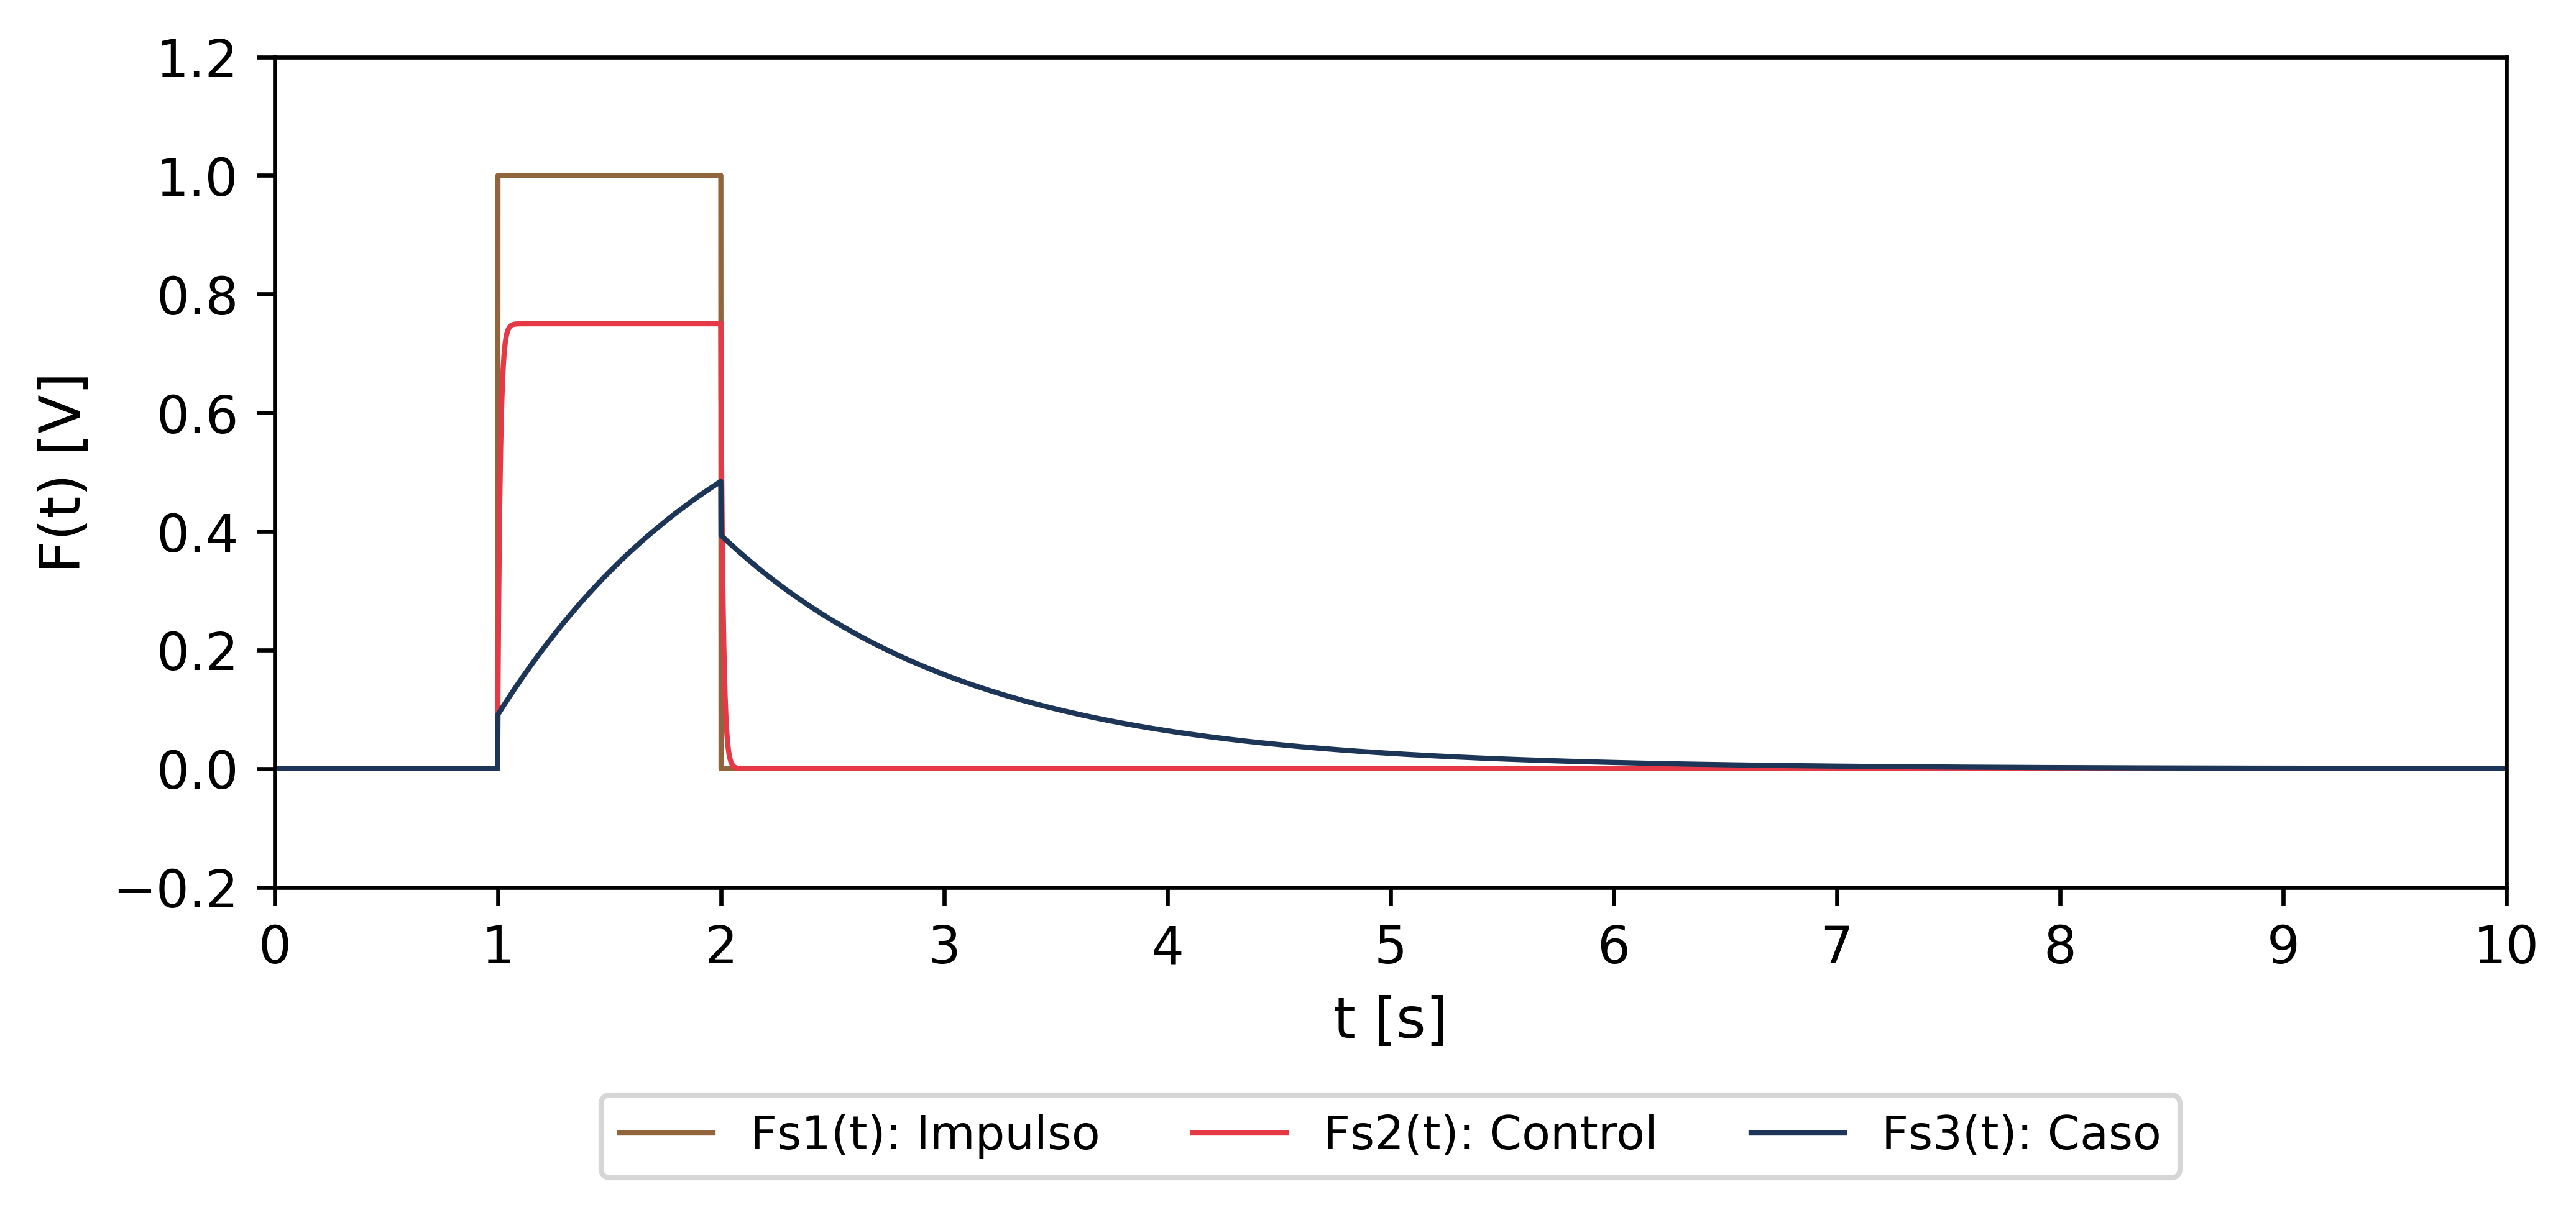 1.2
1.0
0.8
0.6
0.4
0.2
0.0
−0.2
F(t) [V]
0 1 2 3 4 5 6 7 8 9 10
t [s]
Fs1(t): Impulso Fs2(t): Control Fs3(t): Caso